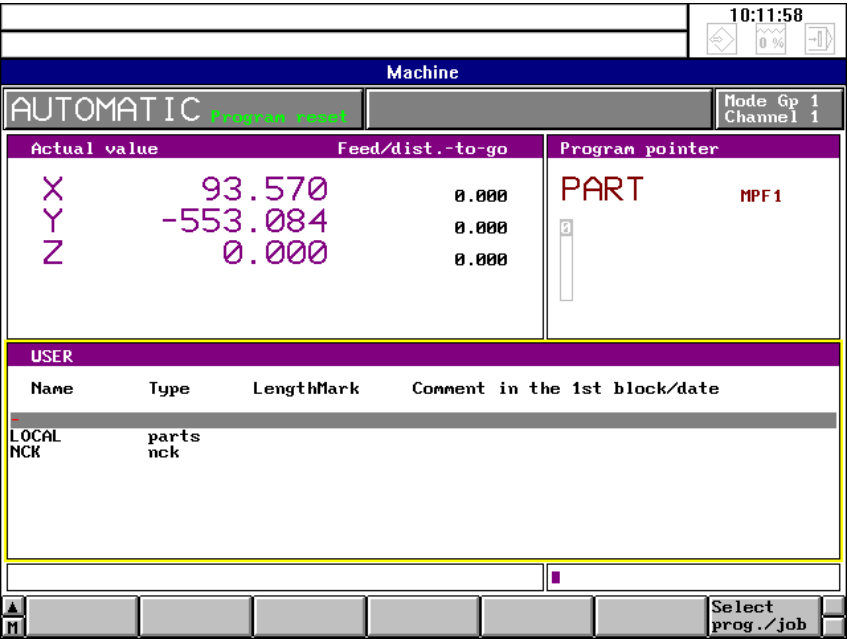 10:11:58
0 %
Machine
AUTOMATIC Program reset
Mode Gp 1
Channel 1
Actual value Feed/dist.-to-go
Program pointer
X 93.570 0.000
Y -553.084 0.000
Z 0.000 0.000
PART MPF1
0
USER
Name Type LengthMark Comment in the 1st block/date
-
LOCAL parts
NCK nck
Select
prog./job
M